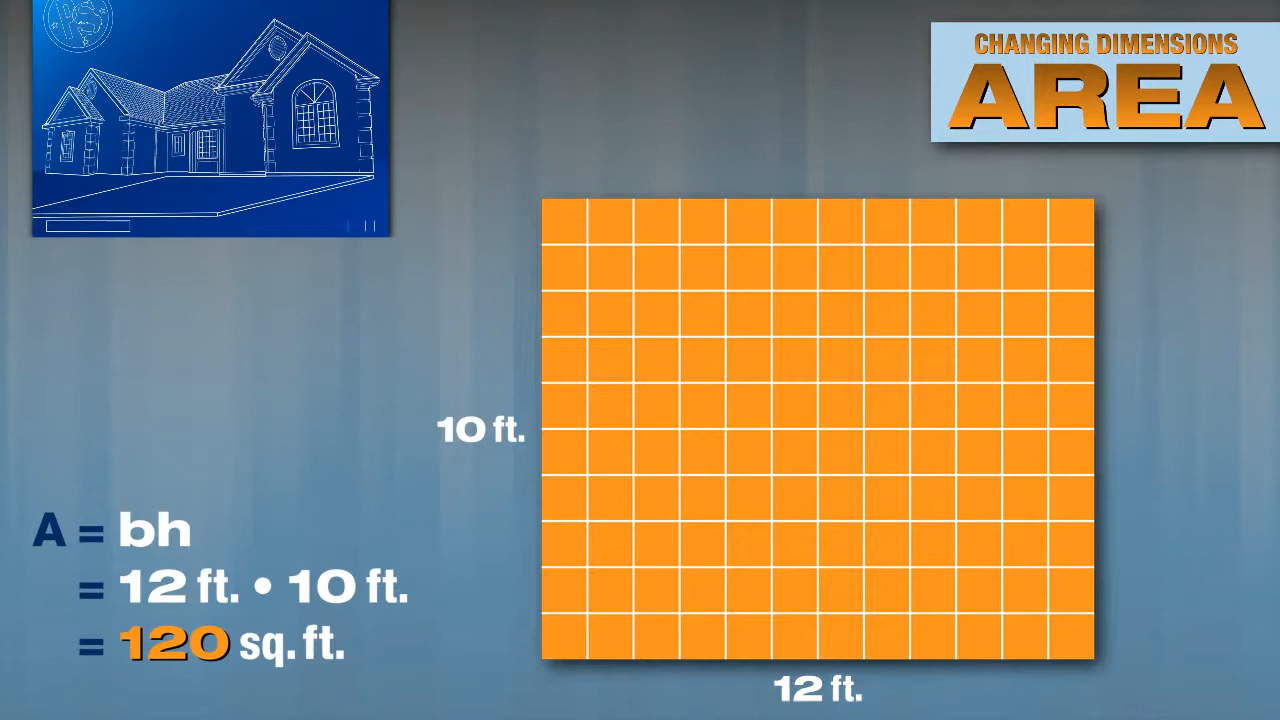 CHANGING DIMENSIONS
AREA
10 ft.
A = bh
= 12 ft. • 10 ft.
= 120 sq. ft.
12 ft.